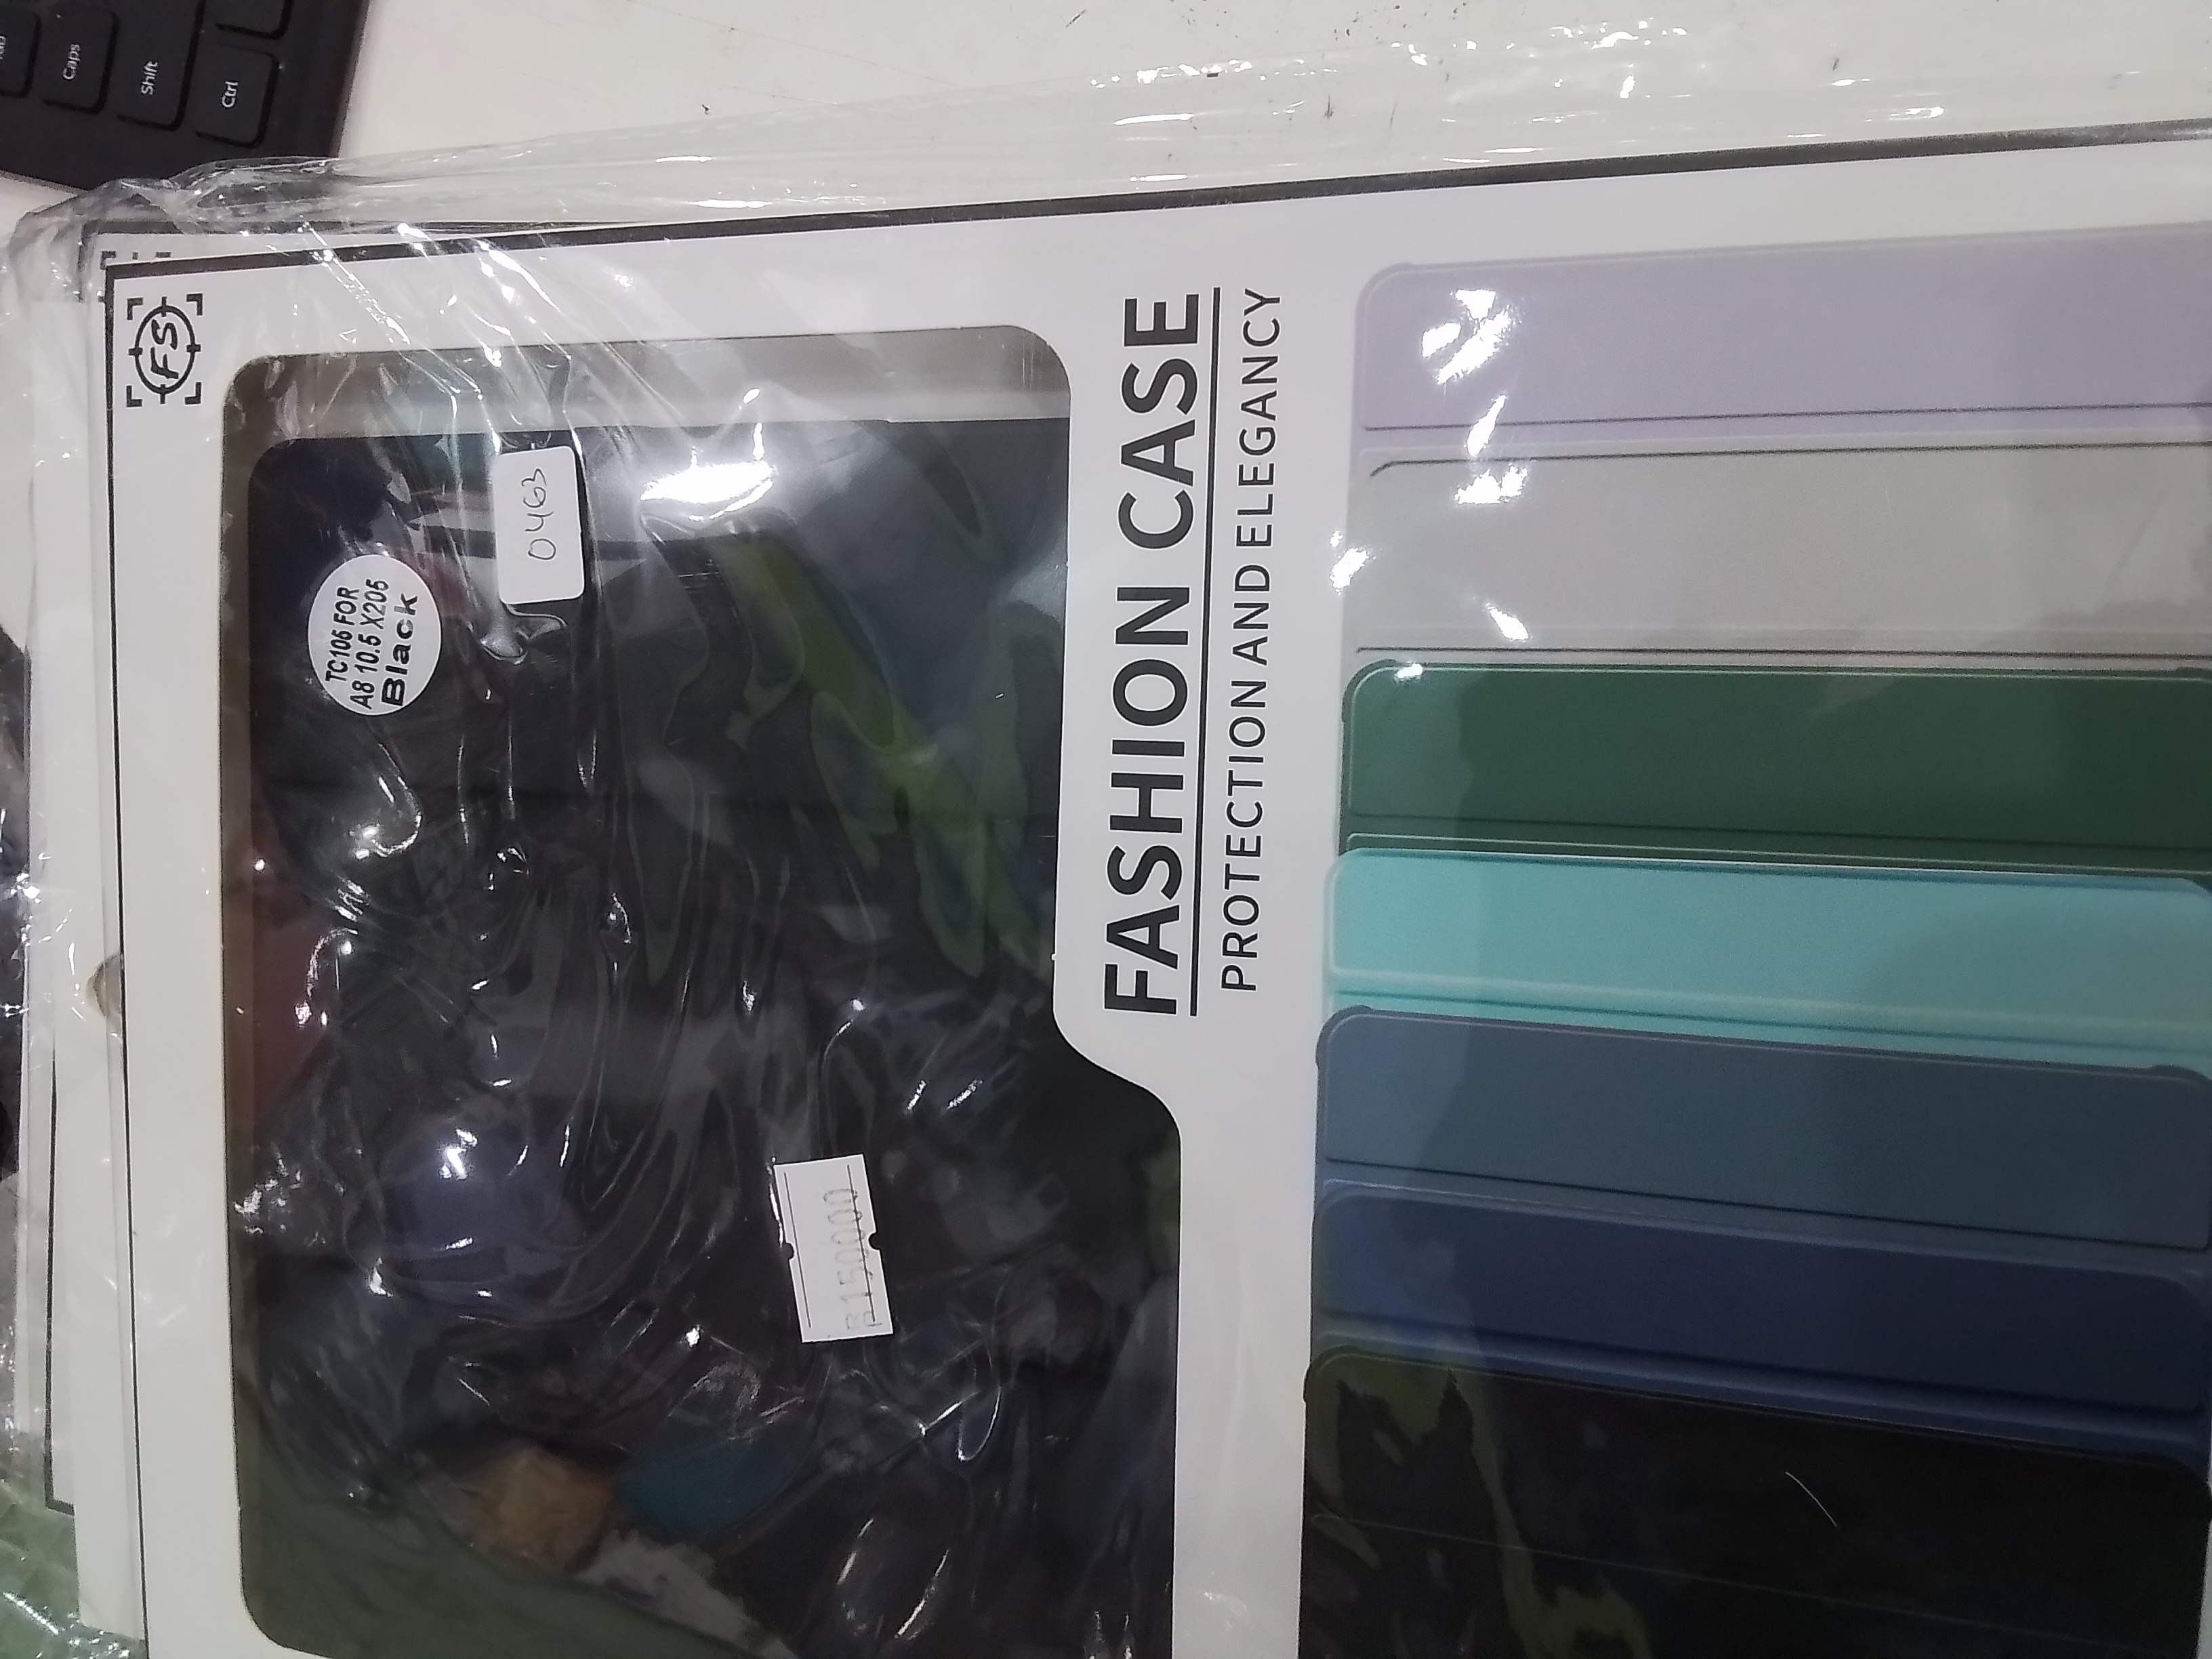 Caps
Shift
Ctrl
FS
TC106 FOR
A8 10.5 X205
Black
0463
FASHION CASE
PROTECTION AND ELEGANCY